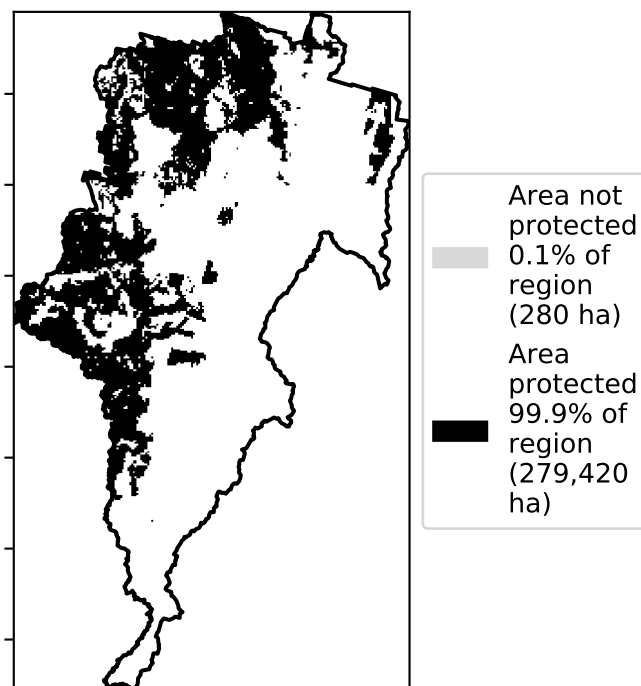 Area not
protected
0.1% of
region
(280 ha)
Area
protected
99.9% of
region
(279,420
ha)